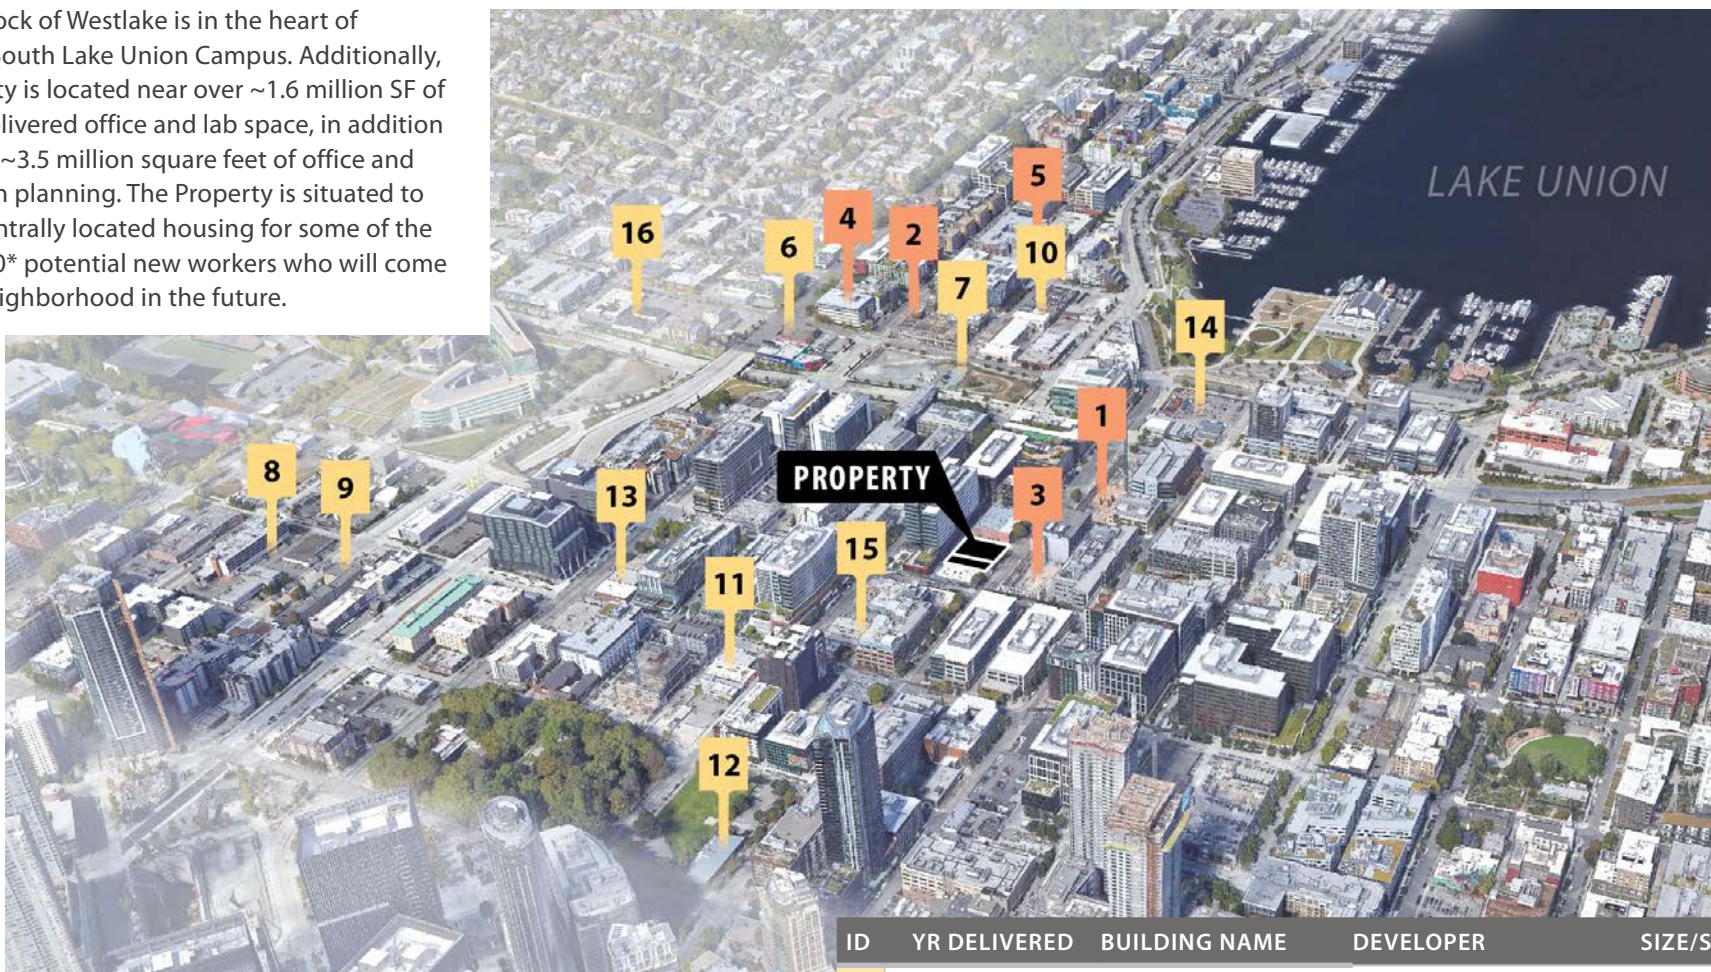 ock of Westlake is in the heart of
South Lake Union Campus. Additionally,
ty is located near over ~1.6 million SF of
elivered office and lab space, in addition
~3.5 million square feet of office and
n planning. The Property is situated to
ntrally located housing for some of the
0* potential new workers who will come
eighborhood in the future.
LAKE UNION
5
16
4
2
6
10
7
14
1
8
9
13
PROPERTY
3
15
11
12
ID YR DELIVERED BUILDING NAME DEVELOPER SIZE/S